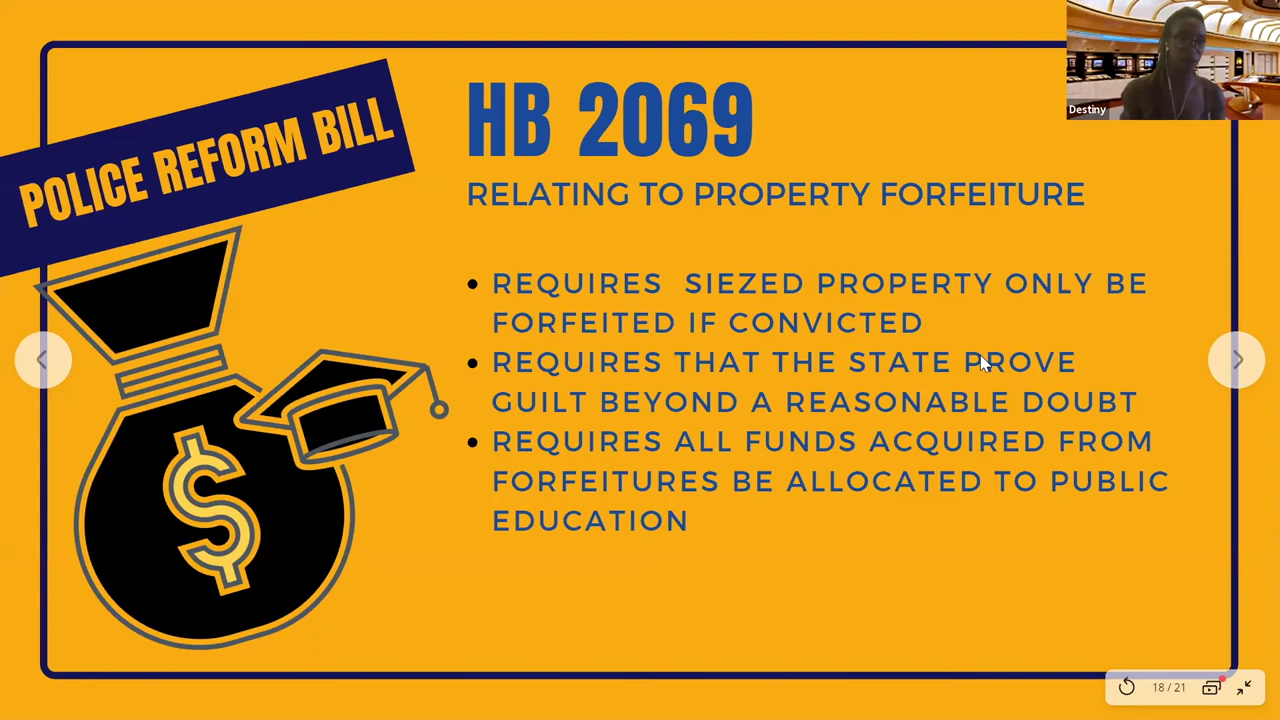 POLICE REFORM BILL
HB 2069
RELATING TO PROPERTY FORFEITURE
REQUIRES SIEZED PROPERTY ONLY BE
FORFEITED IF CONVICTED
REQUIRES THAT THE STATE PROVE
GUILT BEYOND A REASONABLE DOUBT
REQUIRES ALL FUNDS ACQUIRED FROM
FORFEITURES BE ALLOCATED TO PUBLIC
EDUCATION
$
Destiny
18 / 21